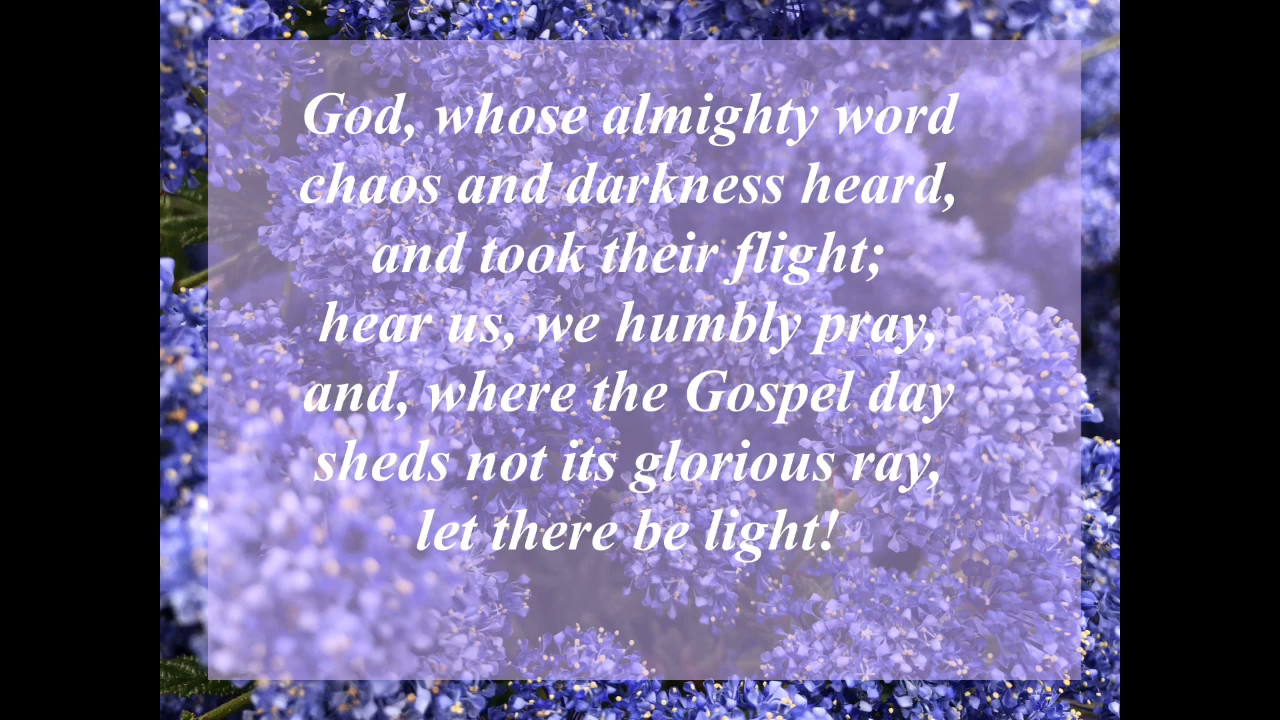 God, whose almighty word
chaos and darkness heard,
and took their flight;
hear us, we humbly pray,
and, where the Gospel day
sheds not its glorious ray,
let there be light!